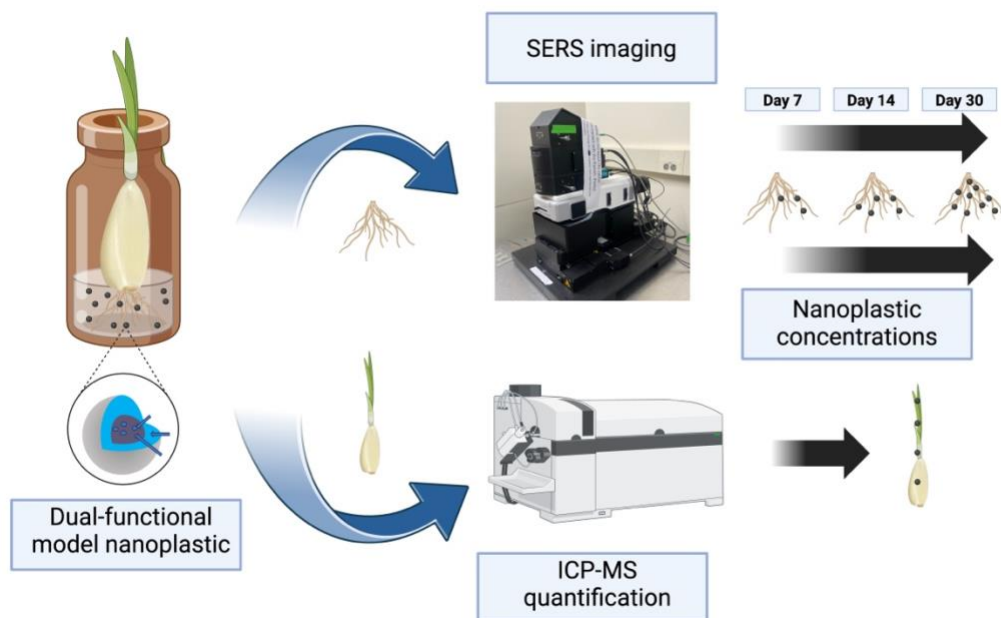 SERS imaging
Day 7
Day 14
Day 30
Nanoplastic
concentrations
Dual-functional
model nanoplastic
ICP-MS
quantification